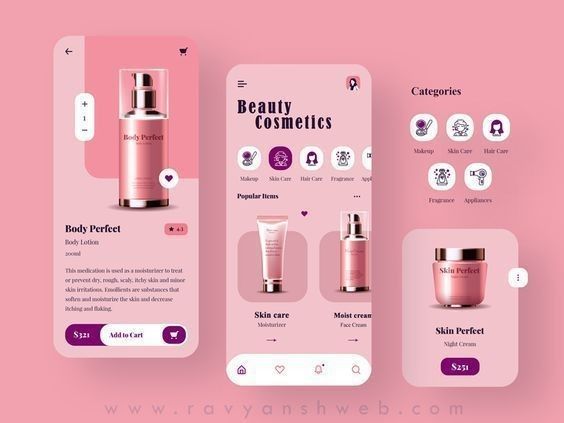 +
1
−
Body Perfect
Body Perfect
★ 4.3
Body Lotion
200ml
This medication is used as a moisturizer to treat
or prevent dry, rough, scaly, itchy skin and minor
skin irritations. Emollients are substances that
soften and moisturize the skin and decrease
itching and flaking.
$321
Add to Cart
Beauty
Cosmetics
Makeup
Skin Care
Hair Care
Fragrance
Popular Items
Skin care
Moisturizer
Moist cream
Face Cream
Categories
Makeup
Skin Care
Hair Care
Fragrance
Appliances
Skin Perfect
Skin Perfect
Night Cream
$251
www.ravyanshweb.com